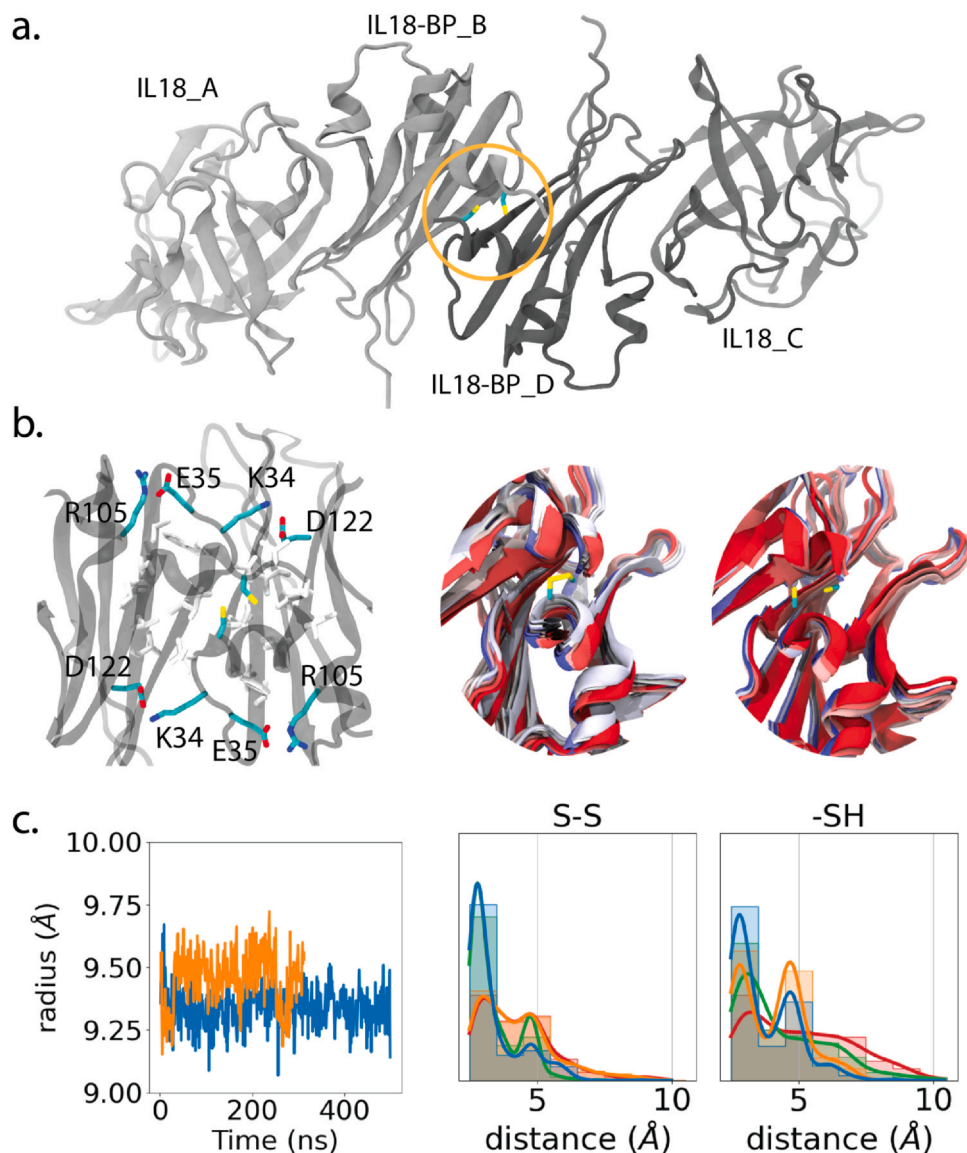 a.
IL18-BP_B
IL18_A
IL18_C
IL18-BP_D
b.
E35
K34
R105
D122
D122
R105
K34
E35
c.
S-S
-SH
10.00
9.75
9.50
9.25
9.00
radius (Å)
0
200
400
Time (ns)
5
10
distance (Å)
5
10
distance (Å)